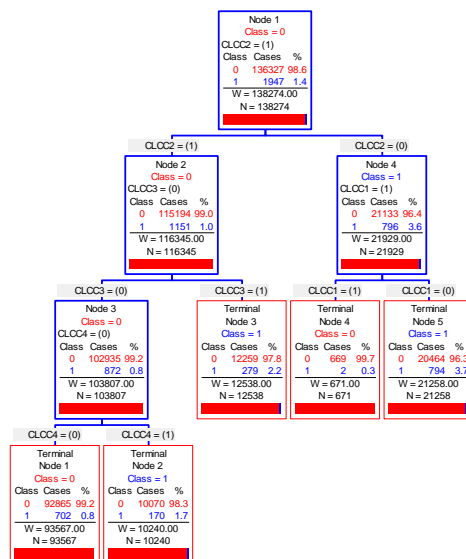 Node 1
Class = 0
CLCC2 = (1)
Class Cases %
0 136327 98.6
1 1947 1.4
W = 138274.00
N = 138274
CLCC2 = (1)
CLCC2 = (0)
Node 2
Class = 0
CLCC3 = (0)
Class Cases %
0 115194 99.0
1 1151 1.0
W = 116345.00
N = 116345
Node 4
Class = 1
CLCC1 = (1)
Class Cases %
0 21133 96.4
1 796 3.6
W = 21929.00
N = 21929
CLCC3 = (0)
CLCC3 = (1)
CLCC1 = (1)
CLCC1 = (0)
Node 3
Class = 0
CLCC4 = (0)
Class Cases %
0 102935 99.2
1 872 0.8
W = 103807.00
N = 103807
Terminal
Node 3
Class = 1
Class Cases %
0 12259 97.8
1 279 2.2
W = 12538.00
N = 12538
Terminal
Node 4
Class = 0
Class Cases %
0 669 99.7
1 2 0.3
W = 671.00
N = 671
Terminal
Node 5
Class = 1
Class Cases %
0 20464 96.3
1 794 3.7
W = 21258.00
N = 21258
CLCC4 = (0)
CLCC4 = (1)
Terminal
Node 1
Class = 0
Class Cases %
0 92865 99.2
1 702 0.8
W = 93567.00
N = 93567
Terminal
Node 2
Class = 1
Class Cases %
0 10070 98.3
1 170 1.7
W = 10240.00
N = 10240